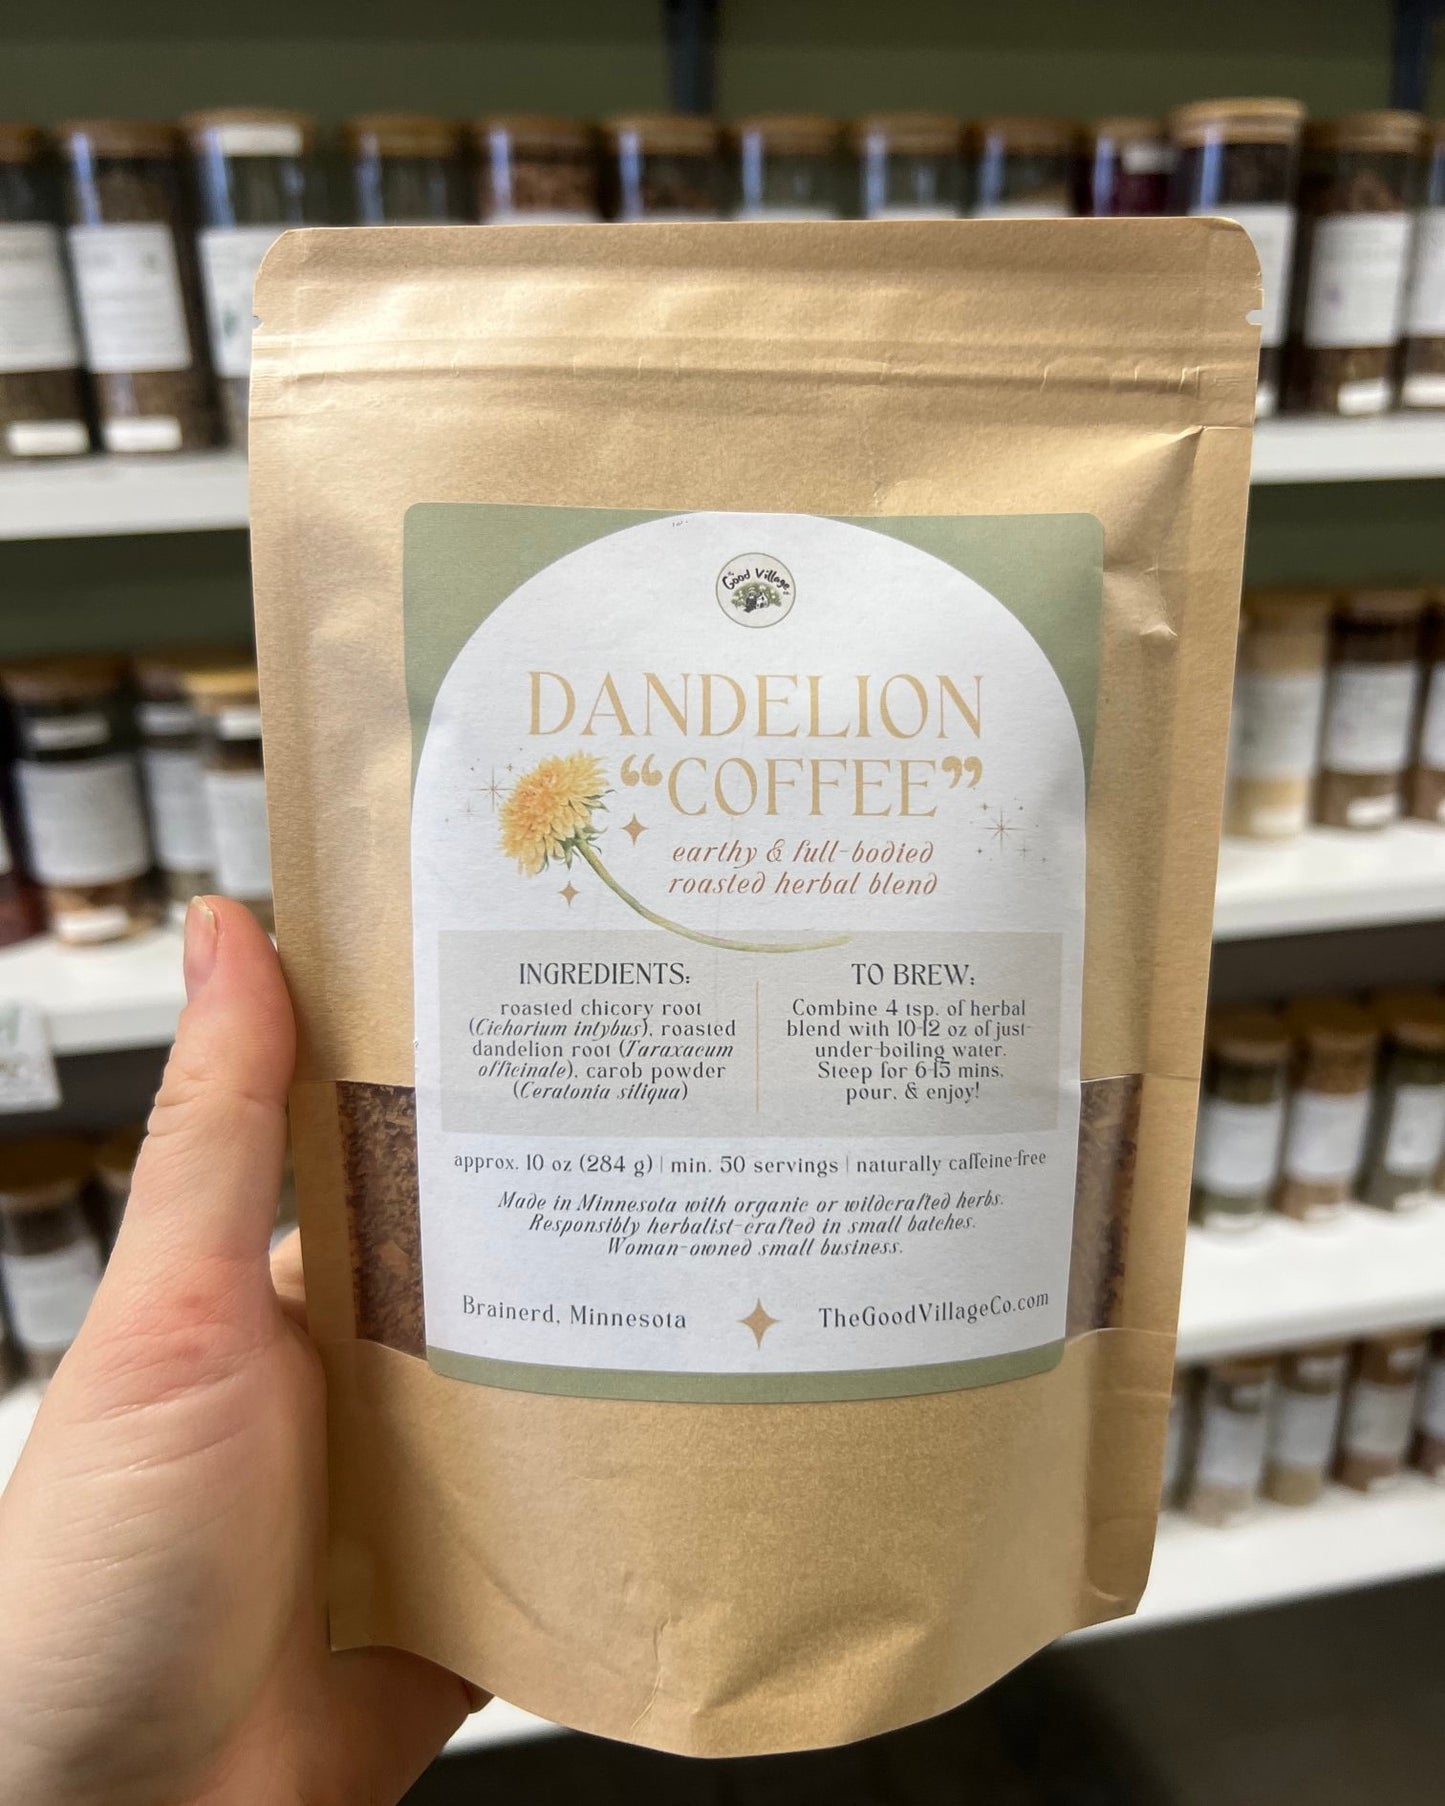 Good Village
DANDELION
“COFFEE”
earthy & full-bodied
roasted herbal blend
INGREDIENTS:
roasted chicory root
(Cichorium intybus), roasted
dandelion root (Taraxacum
officinale), carob powder
(Ceratonia siliqua)
TO BREW:
Combine 4 tsp. of herbal
blend with 10-12 oz of just-
under-boiling water.
Steep for 6-15 mins,
pour, & enjoy!
approx. 10 oz (284 g) | min. 50 servings | naturally caffeine-free
Made in Minnesota with organic or wildcrafted herbs.
Responsibly herbalist-crafted in small batches.
Woman-owned small business.
Brainerd, Minnesota
TheGoodVillageCo.com